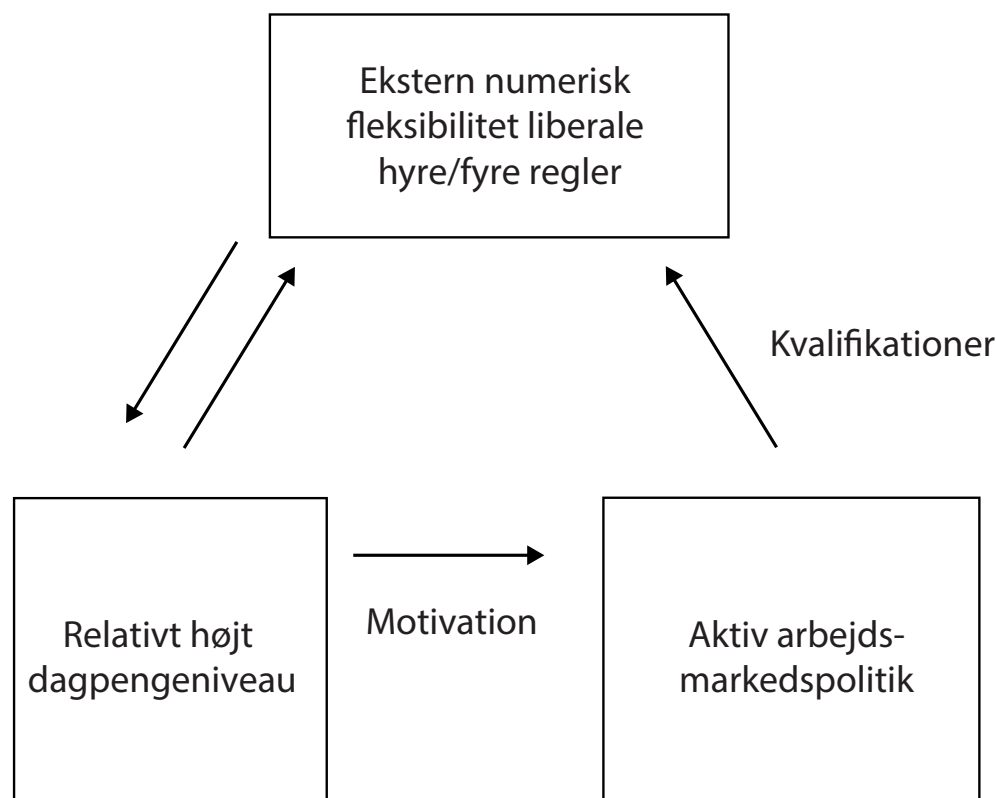 Ekstern numerisk
fleksibilitet liberale
hyre/fyre regler
Kvalifikationer
Motivation
Relativt højt
dagpengeniveau
Aktiv arbejds-
markedspolitik